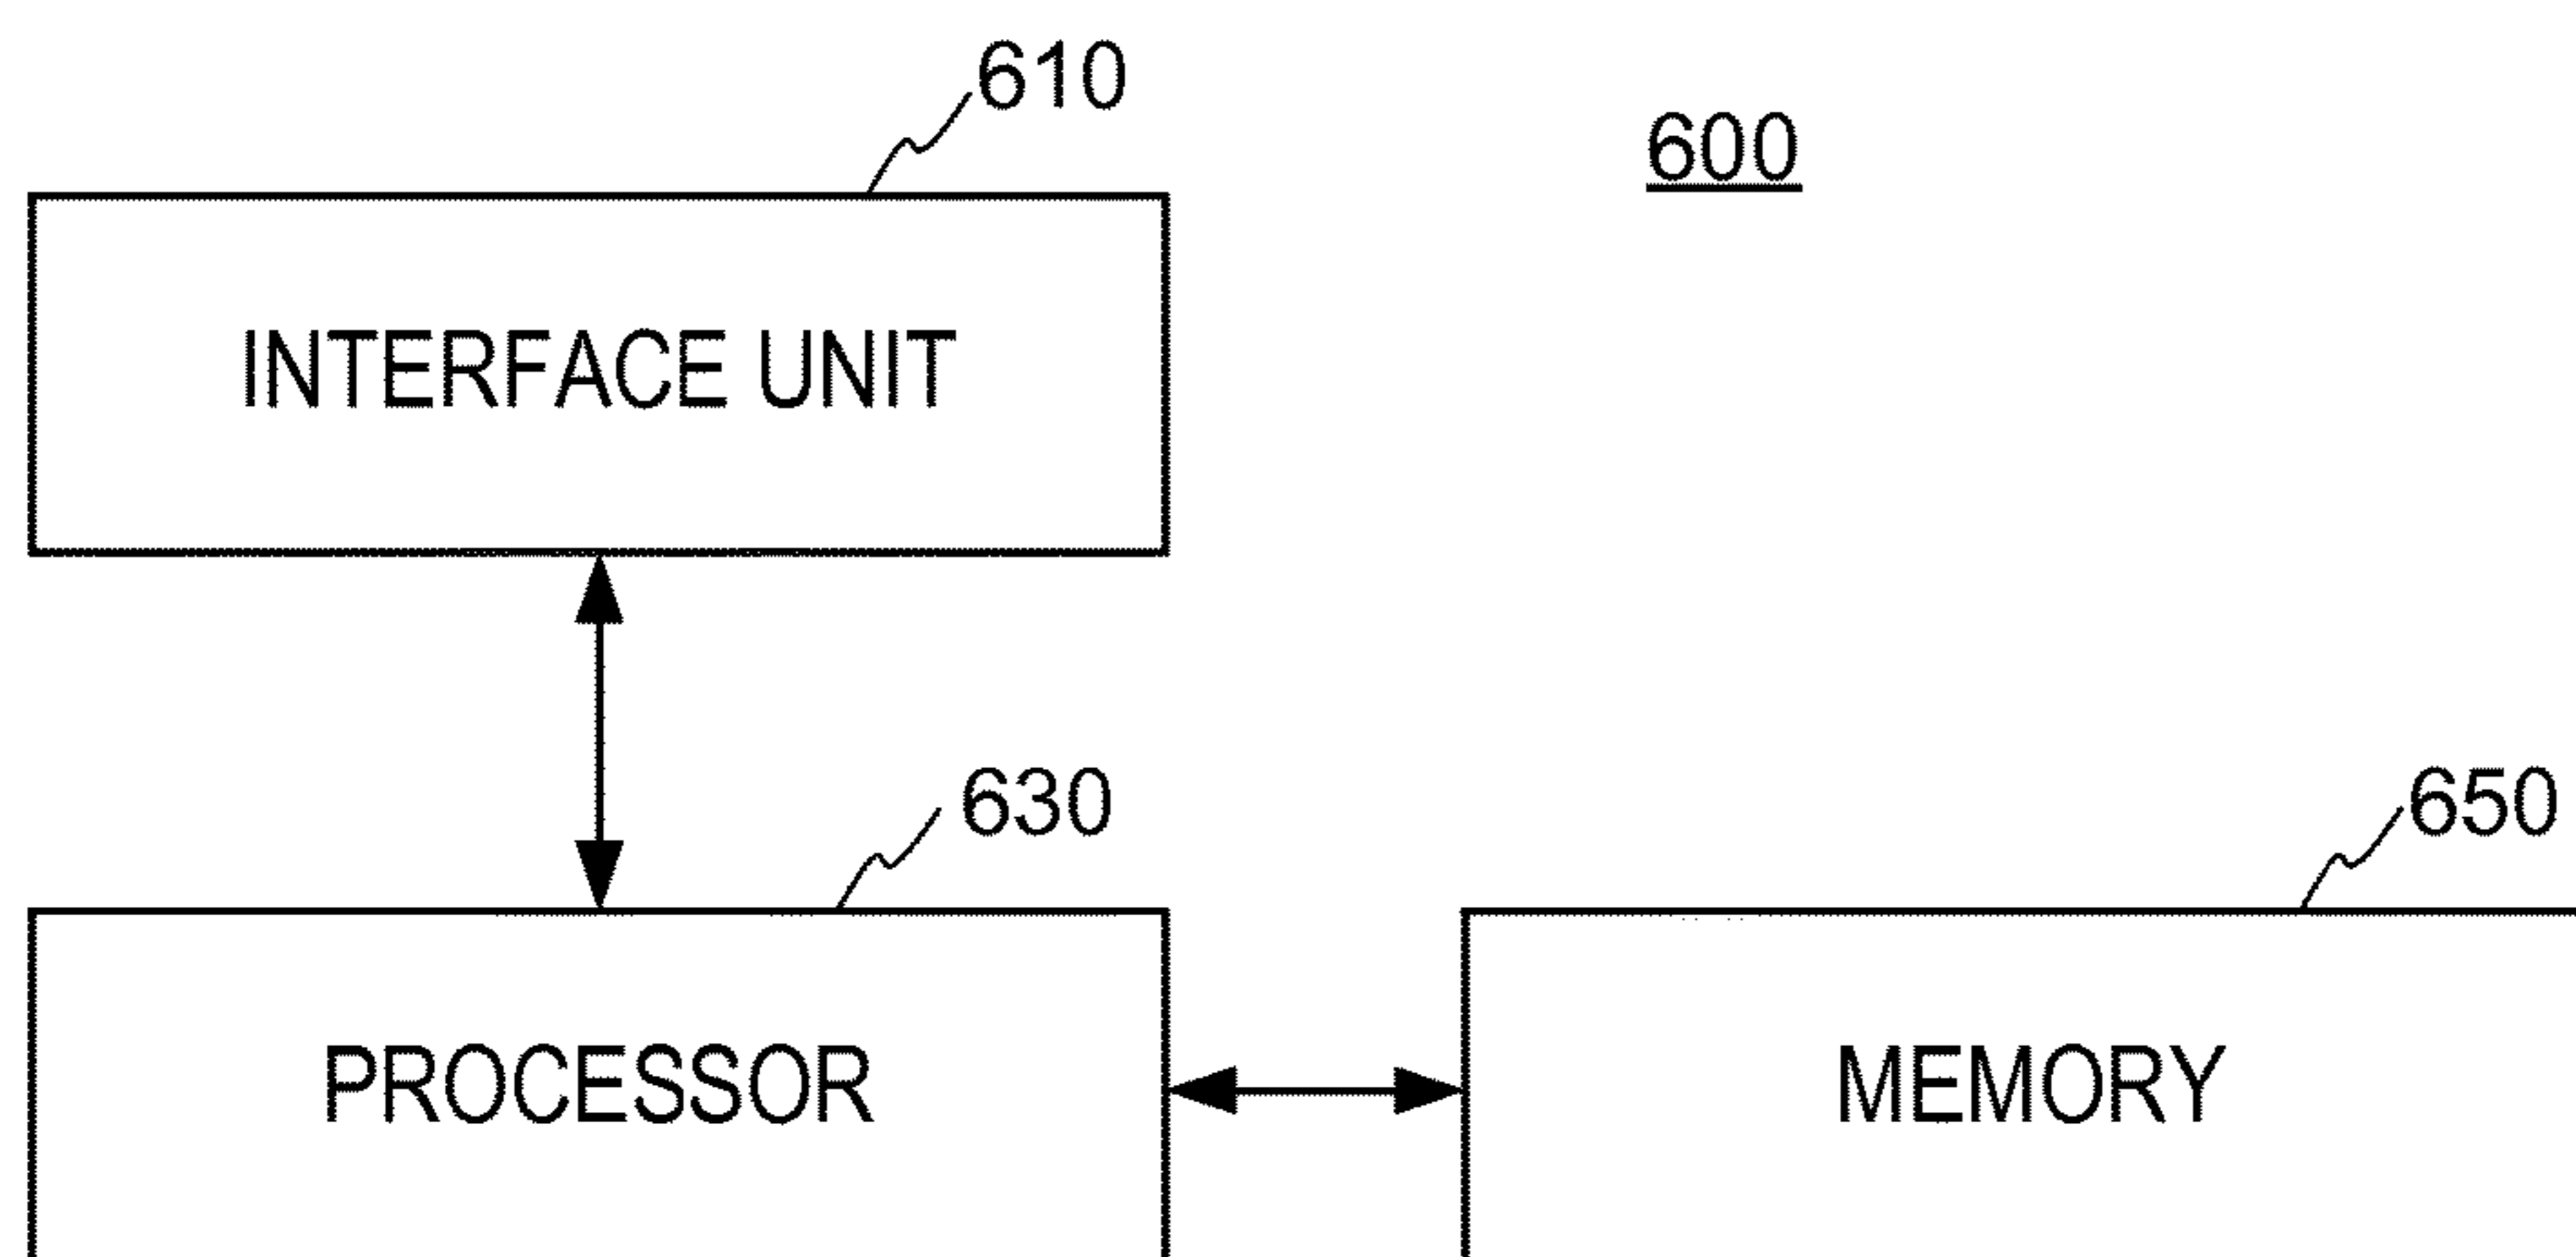 610
600
INTERFACE UNIT
630
650
PROCESSOR
MEMORY